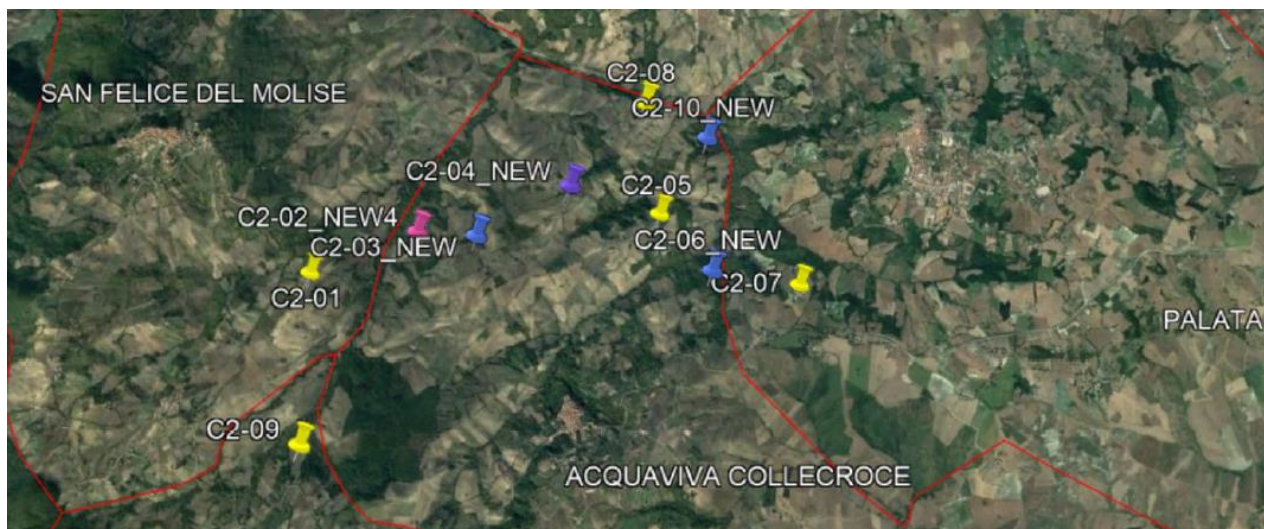 C2-08
SAN FELICE DEL MOLISE
C2-10_NEW
C2-04_NEW
C2-05
C2-02_NEW4
C2-03_NEW
C2-06_NEW
C2-07
C2-01
PALATA
C2-09
ACQUAVIVA COLLECROCE